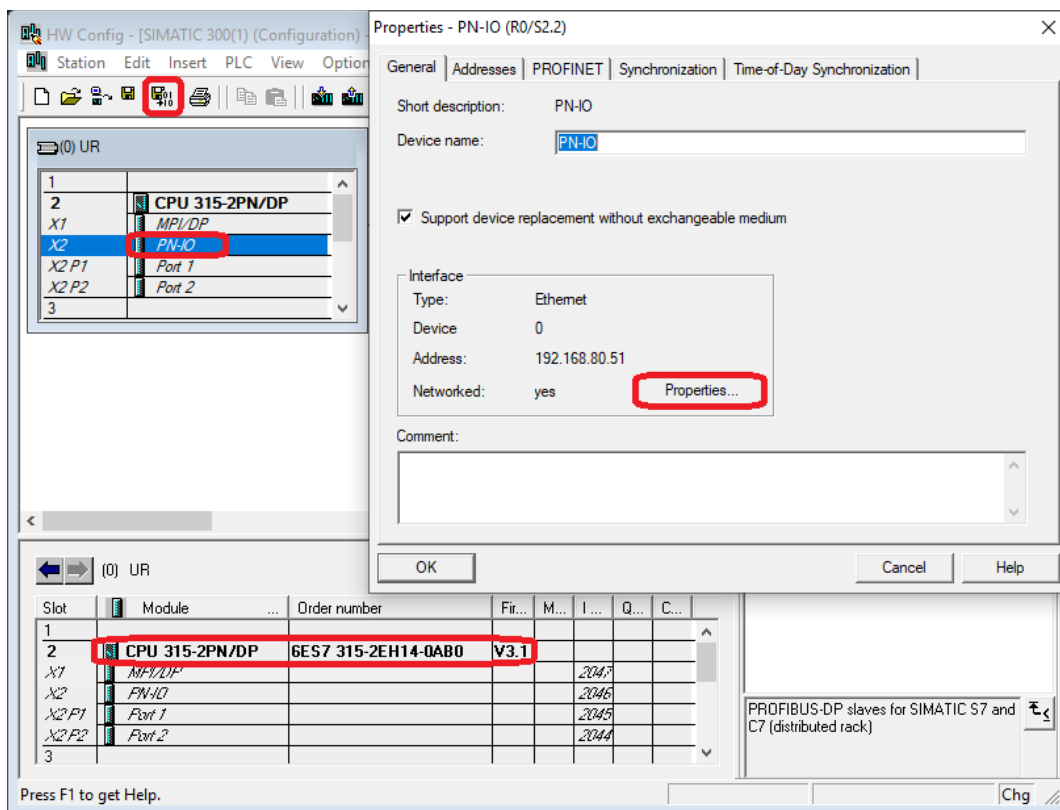 HW Config - [SIMATIC 300(1) (Configuration) -
Station Edit Insert PLC View Option
(0) UR
1
2 CPU 315-2PN/DP
X1 MPI/DP
X2 PN-IO
X2 P1 Port 1
X2 P2 Port 2
3
Properties - PN-IO (R0/S2.2)
General Addresses PROFINET Synchronization Time-of-Day Synchronization
Short description: PN-IO
Device name: PN-IO
Support device replacement without exchangeable medium
Interface
Type: Ethernet
Device 0
Address: 192.168.80.51
Networked: yes Properties...
Comment:
OK Cancel Help
(0) UR
Slot Module ... Order number Fir... M... I ... Q... C...
1
2 CPU 315-2PN/DP 6ES7 315-2EH14-0AB0 V3.1
X1 MPI/DP 2047
X2 PN-IO 2046
X2 P1 Port 1 2045
X2 P2 Port 2 2044
3
PROFIBUS-DP slaves for SIMATIC S7 and
C7 (distributed rack)
Press F1 to get Help. Chg